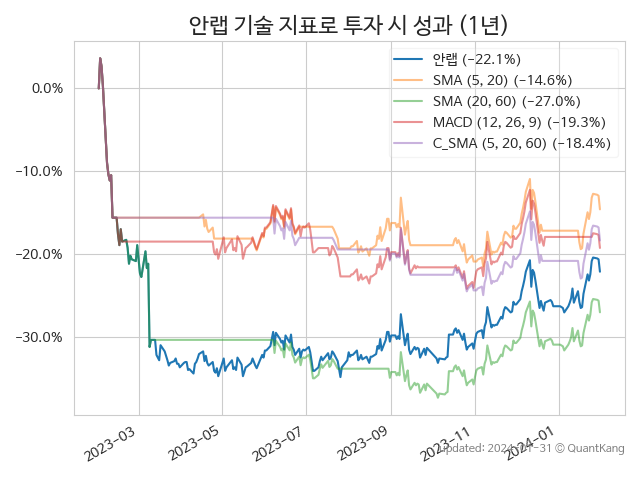 안랩 기술 지표로 투자 시 성과 (1년)
안랩 (−22.1%)
SMA (5, 20) (−14.6%)
SMA (20, 60) (−27.0%)
MACD (12, 26, 9) (−19.3%)
C_SMA (5, 20, 60) (−18.4%)
0.0%
−10.0%
−20.0%
−30.0%
2023−03
2023−05
2023−07
2023−09
2023−11
2024−01
updated: 2024-01-31 © QuantKang